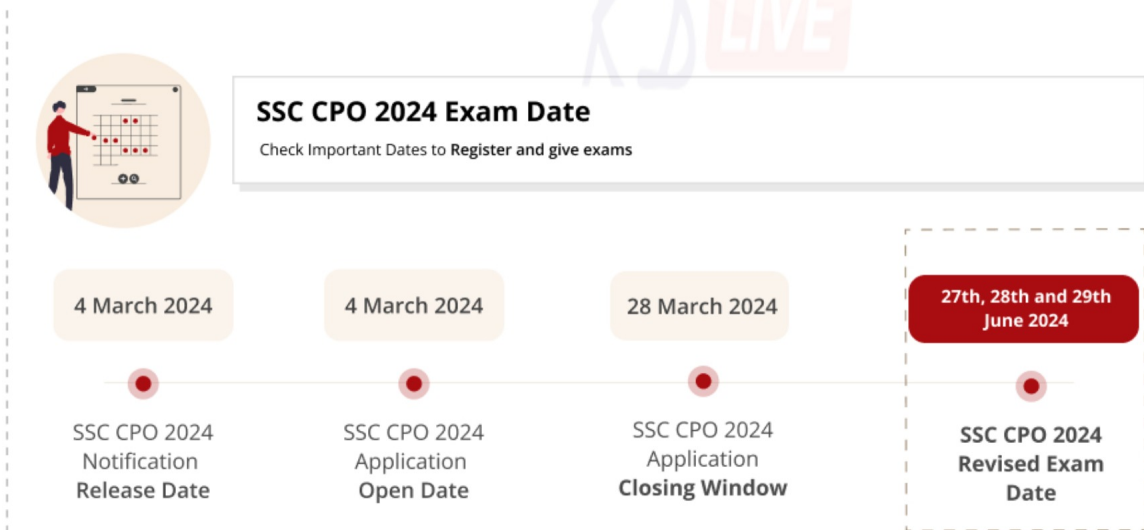 LIVE
SSC CPO 2024 Exam Date
Check Important Dates to Register and give exams
4 March 2024
4 March 2024
28 March 2024
27th, 28th and 29th
June 2024
SSC CPO 2024
Notification
Release Date
SSC CPO 2024
Application
Open Date
SSC CPO 2024
Application
Closing Window
SSC CPO 2024
Revised Exam
Date